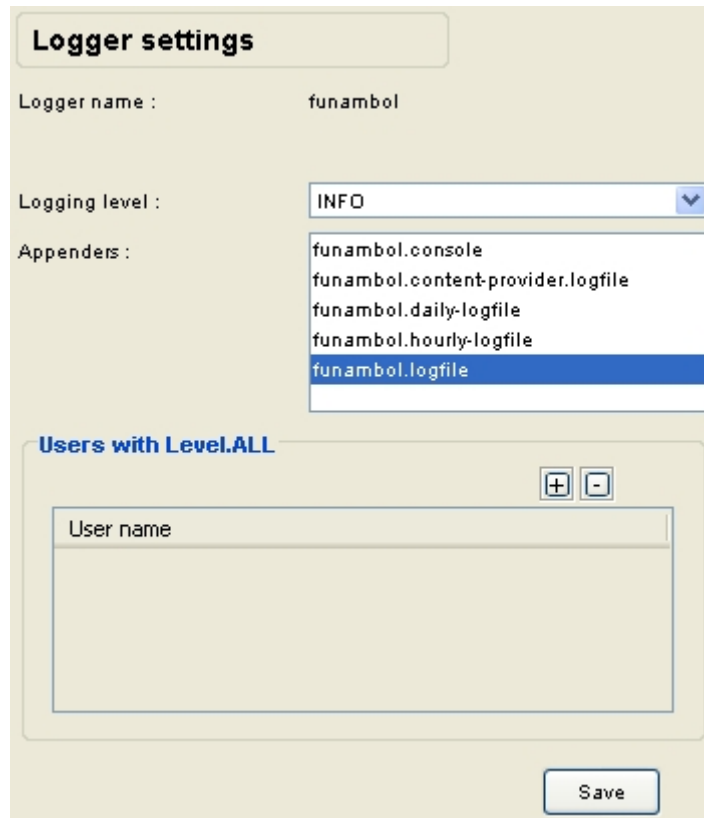 Logger settings
Logger name : funambol
Logging level : INFO
Appenders : funambol.console
funambol.content-provider.logfile
funambol.daily-logfile
funambol.hourly-logfile
funambol.logfile
Users with Level.ALL
+ -
User name
Save